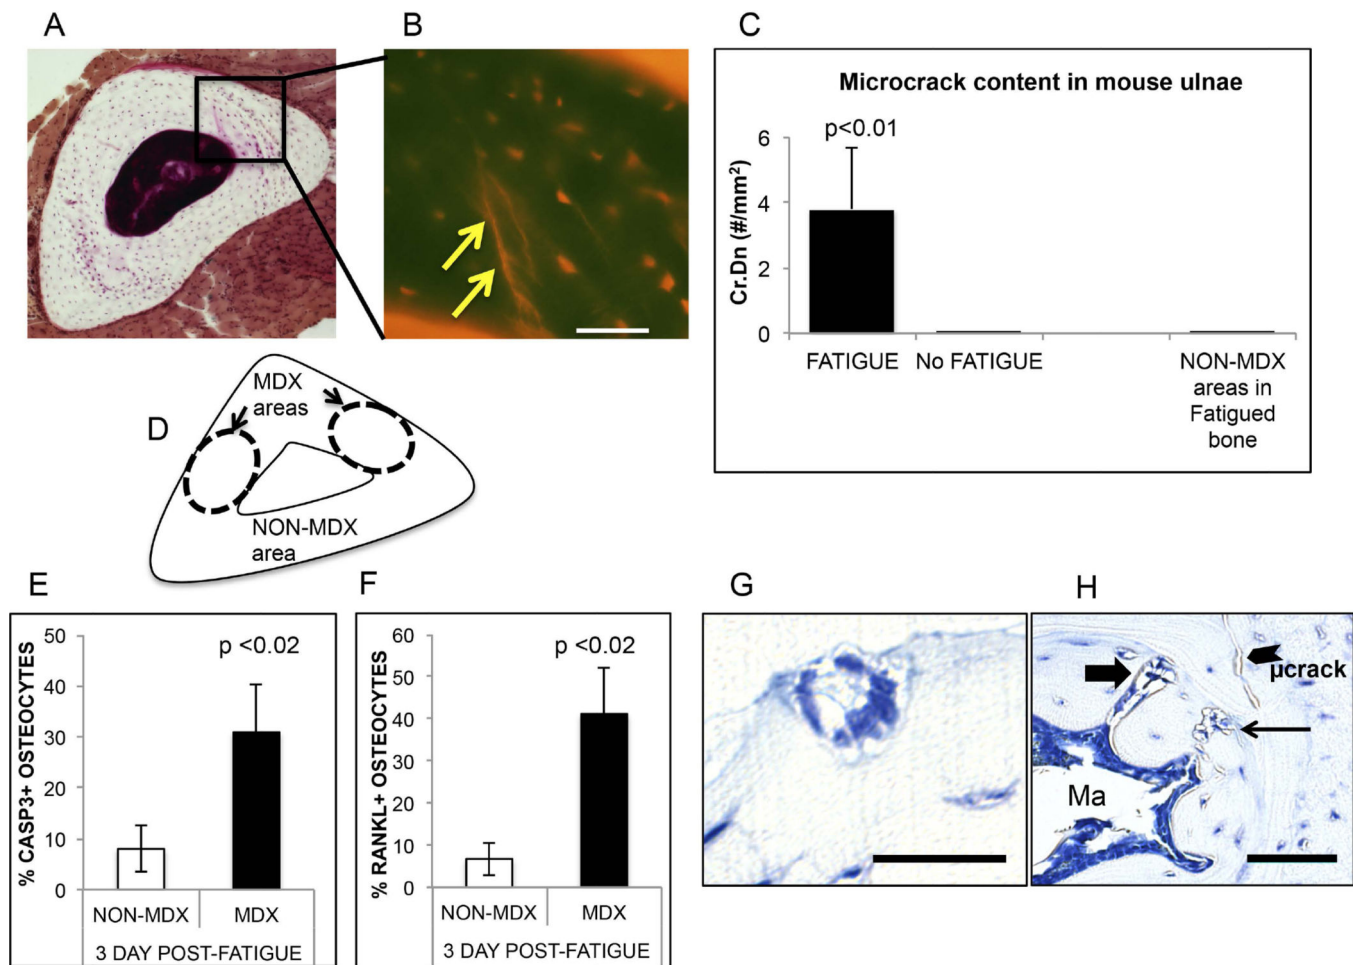 A
B
C
Microcrack content in mouse ulnae
p<0.01
Cr.Dn (#/mm²)
6
4
2
0
FATIGUE
No FATIGUE
NON-MDX
areas in
Fatigued
bone
D
MDX
areas
NON-MDX
area
E
% CASP3+ OSTEOCYTES
50
40
30
20
10
0
p <0.02
NON-MDX
MDX
3 DAY POST-FATIGUE
F
% RANKL+ OSTEOCYTES
60
50
40
30
20
10
0
p <0.02
NON-MDX
MDX
3 DAY POST-FATIGUE
G
H
µcrack
Ma